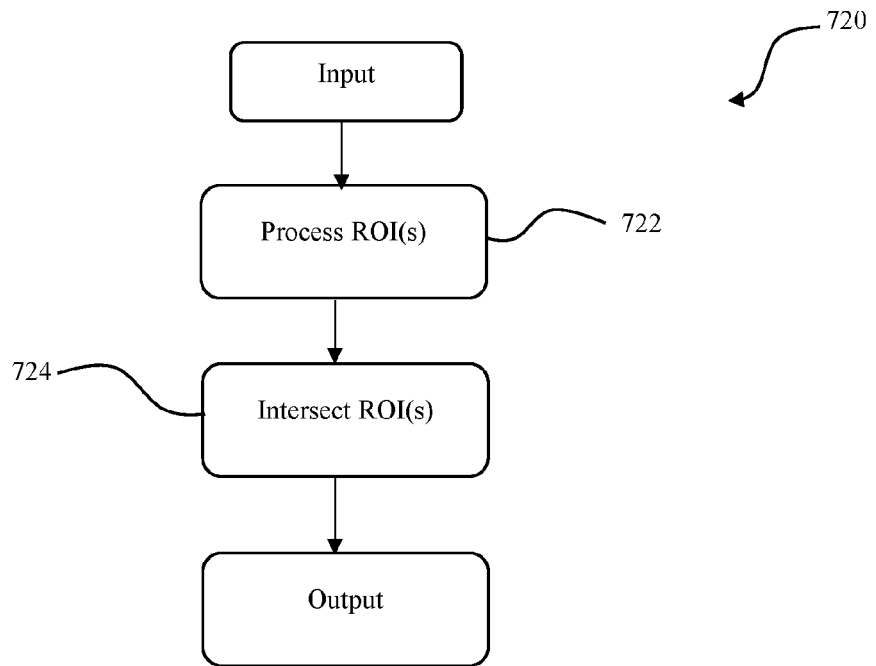 720
Input
Process ROI(s)
722
724
Intersect ROI(s)
Output